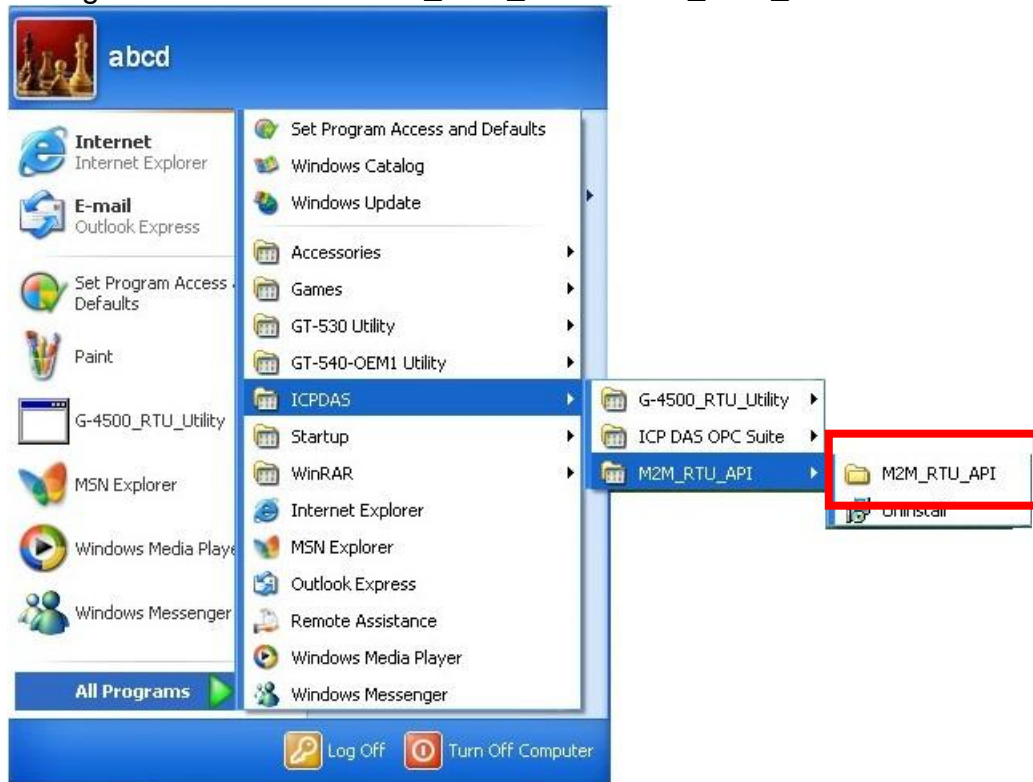 abcd
Internet
Internet Explorer
E-mail
Outlook Express
Set Program Access
Defaults
Paint
G-4500_RTU_Utility
MSN Explorer
Windows Media Playe
Windows Messenger
All Programs
Set Program Access and Defaults
Windows Catalog
Windows Update
Accessories
Games
GT-530 Utility
GT-540-OEM1 Utility
ICPDAS
Startup
WinRAR
Internet Explorer
MSN Explorer
Outlook Express
Remote Assistance
Windows Media Player
Windows Messenger
G-4500_RTU_Utility
ICP DAS OPC Suite
M2M_RTU_API
M2M_RTU_API
Uninstall
Log Off
Turn Off Computer